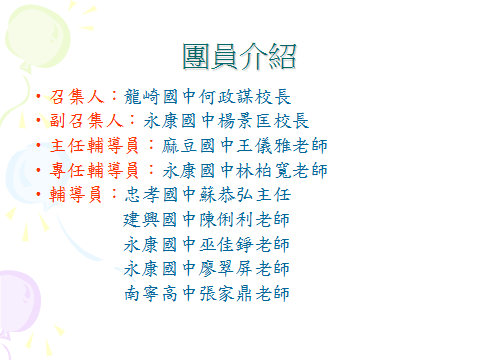 團員介紹
•召集人：龍崎國中何政謀校長
•副召集人：永康國中楊景匡校長
•主任輔導員：麻豆國中王儀雅老師
•專任輔導員：永康國中林柏寬老師
•輔導員：忠孝國中蘇恭弘主任
建興國中陳俐利老師
永康國中巫佳錚老師
永康國中廖翠屏老師
南寧高中張家鼎老師